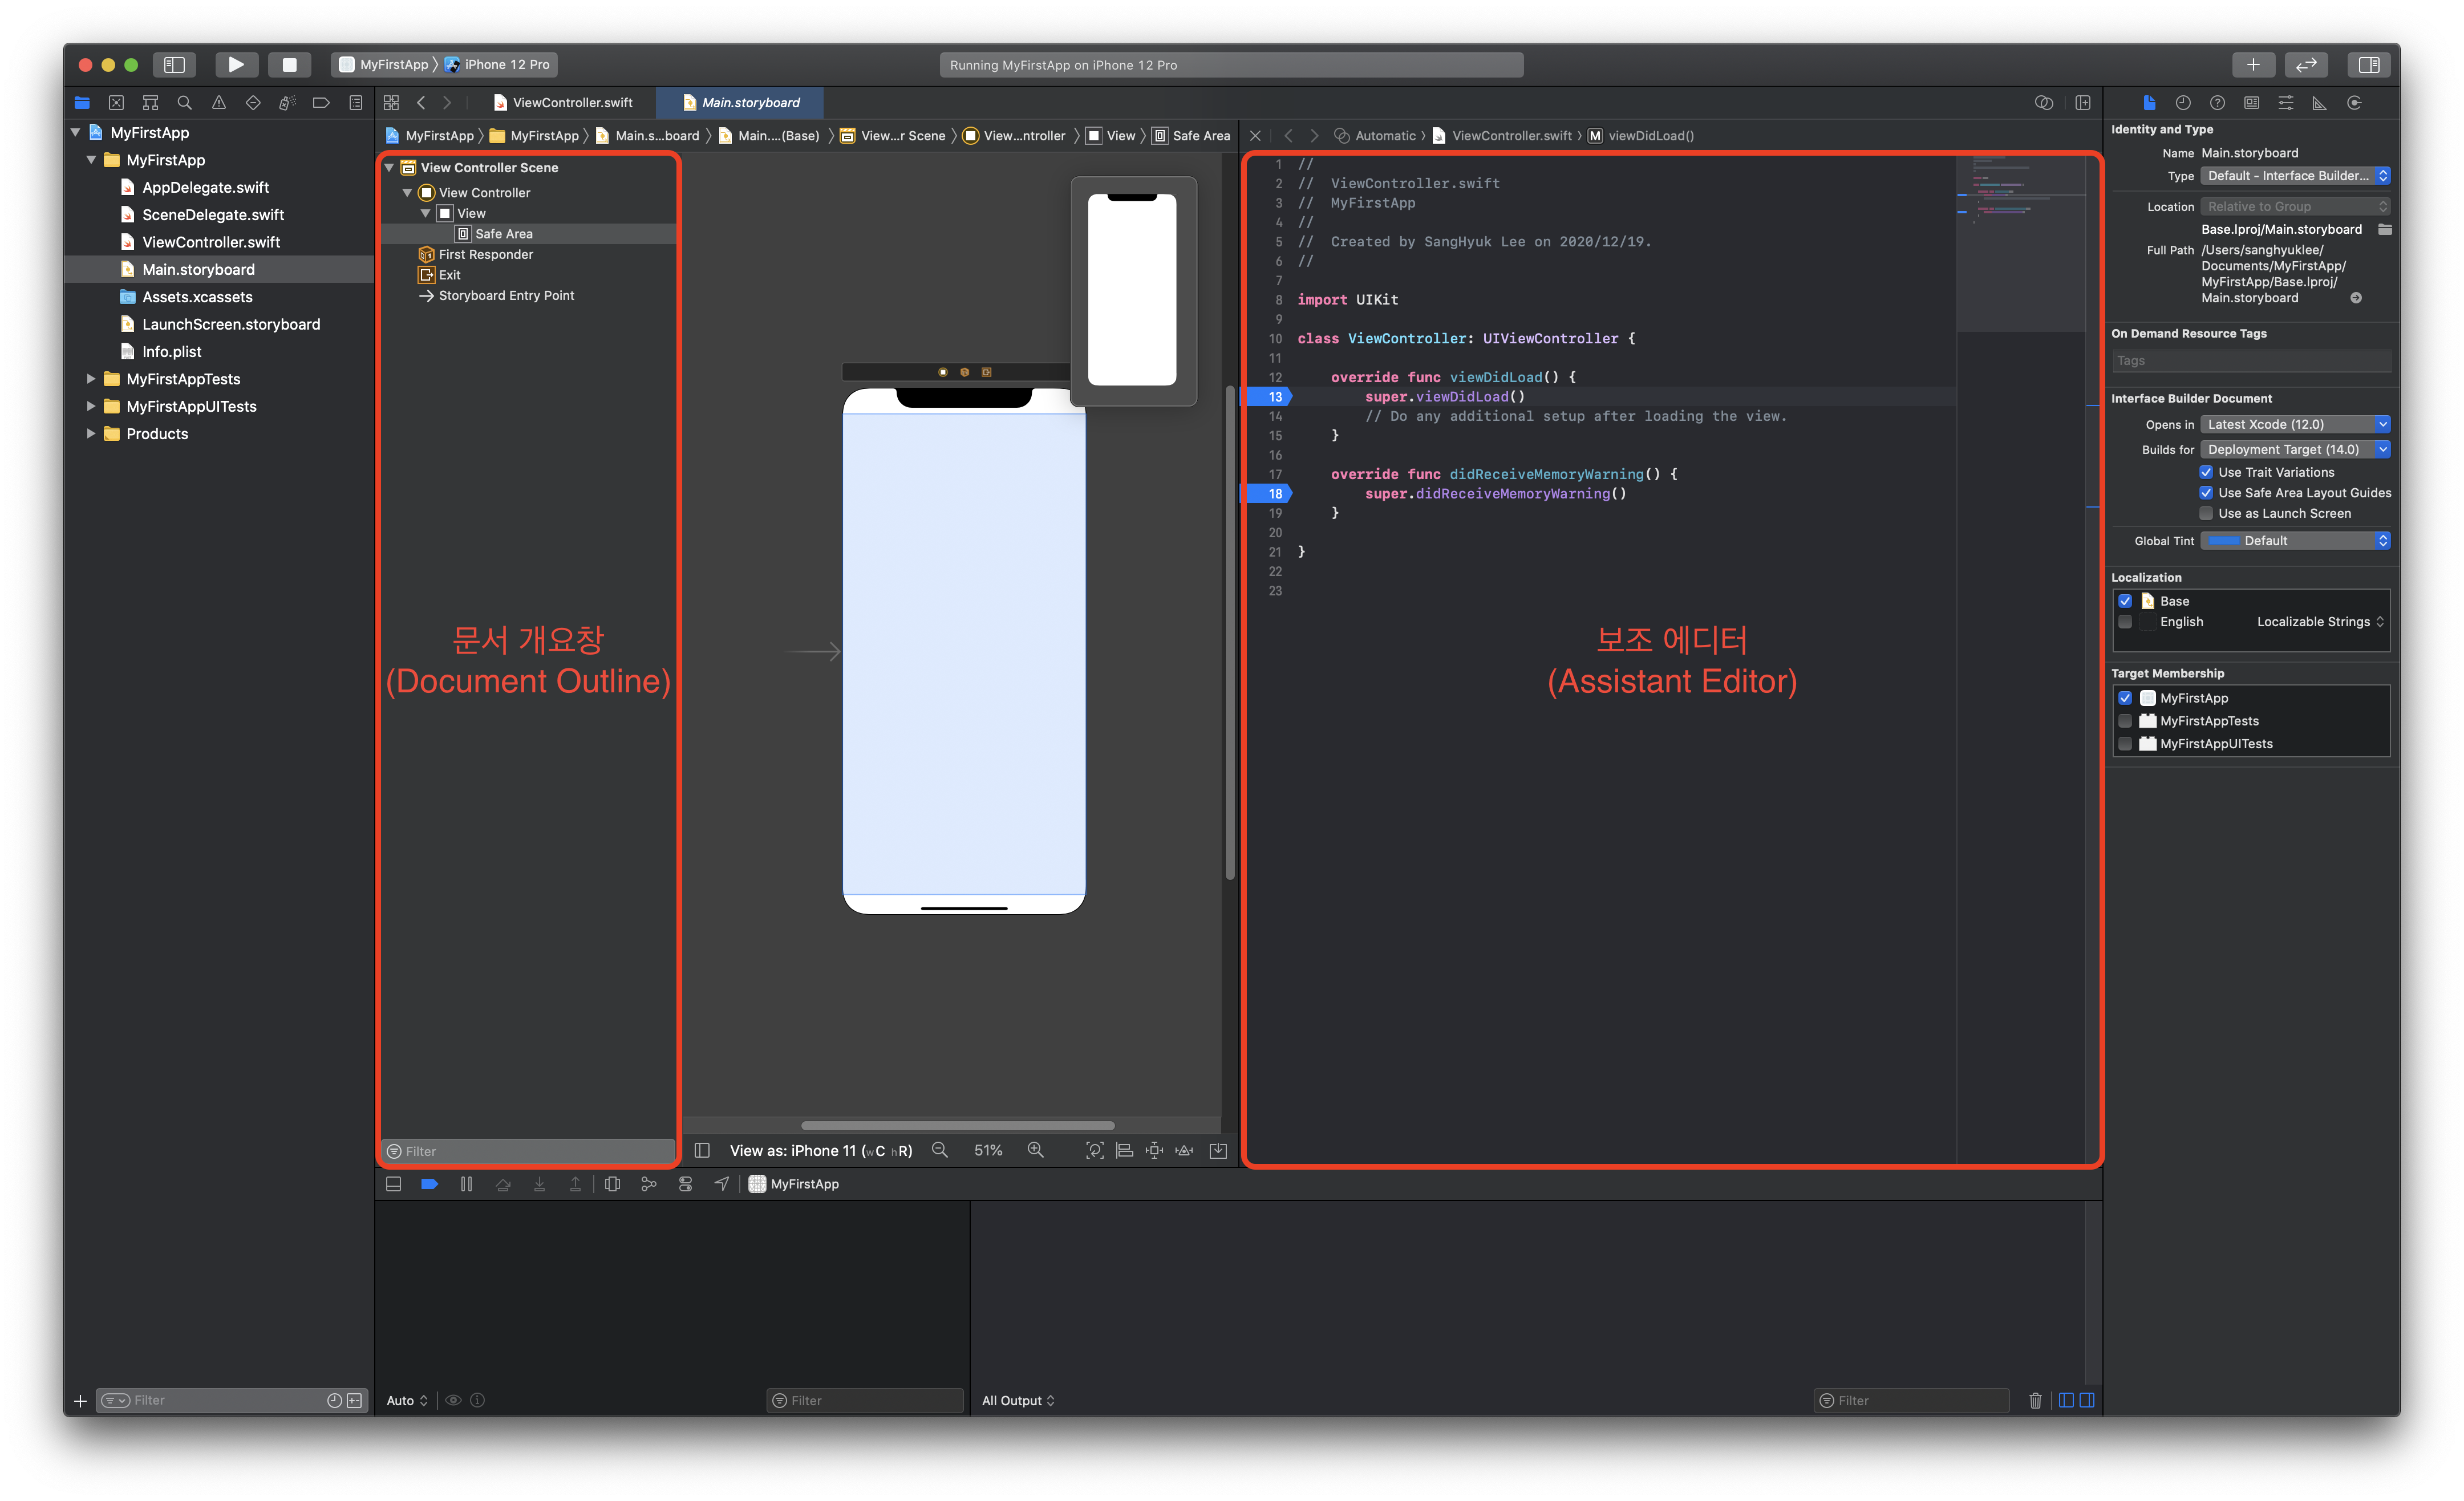 MyFirstApp 〉 iPhone 12 Pro
Running MyFirstApp on iPhone 12 Pro
ViewController.swift
Main.storyboard
MyFirstApp
MyFirstApp
AppDelegate.swift
SceneDelegate.swift
ViewController.swift
Main.storyboard
Assets.xcassets
LaunchScreen.storyboard
Info.plist
MyFirstAppTests
MyFirstAppUITests
Products
Filter
MyFirstApp 〉 MyFirstApp 〉 Main.s...board 〉 Main....(Base) 〉 View...r Scene 〉 View...ntroller 〉 View 〉 Safe Area
View Controller Scene
View Controller
View
Safe Area
First Responder
Exit
Storyboard Entry Point
문서 개요창
(Document Outline)
Filter
View as: iPhone 11 (wC hR) 51%
Automatic 〉 ViewController.swift 〉 M viewDidLoad()
1 //
2 // ViewController.swift
3 // MyFirstApp
4 //
5 // Created by SangHyuk Lee on 2020/12/19.
6 //
7
8 import UIKit
9
10 class ViewController: UIViewController {
11
12 override func viewDidLoad() {
13 super.viewDidLoad()
14 // Do any additional setup after loading the view.
15 }
16
17 override func didReceiveMemoryWarning() {
18 super.didReceiveMemoryWarning()
19 }
20
21 }
22
23
보조 에디터
(Assistant Editor)
MyFirstApp
Auto
Filter
All Output
Filter
Identity and Type
Name Main.storyboard
Type Default - Interface Builder...
Location Relative to Group
Base.lproj/Main.storyboard
Full Path /Users/sanghyuklee/
Documents/MyFirstApp/
MyFirstApp/Base.lproj/
Main.storyboard
On Demand Resource Tags
Tags
Interface Builder Document
Opens in Latest Xcode (12.0)
Builds for Deployment Target (14.0)
Use Trait Variations
Use Safe Area Layout Guides
Use as Launch Screen
Global Tint Default
Localization
Base
English Localizable Strings
Target Membership
MyFirstApp
MyFirstAppTests
MyFirstAppUITests